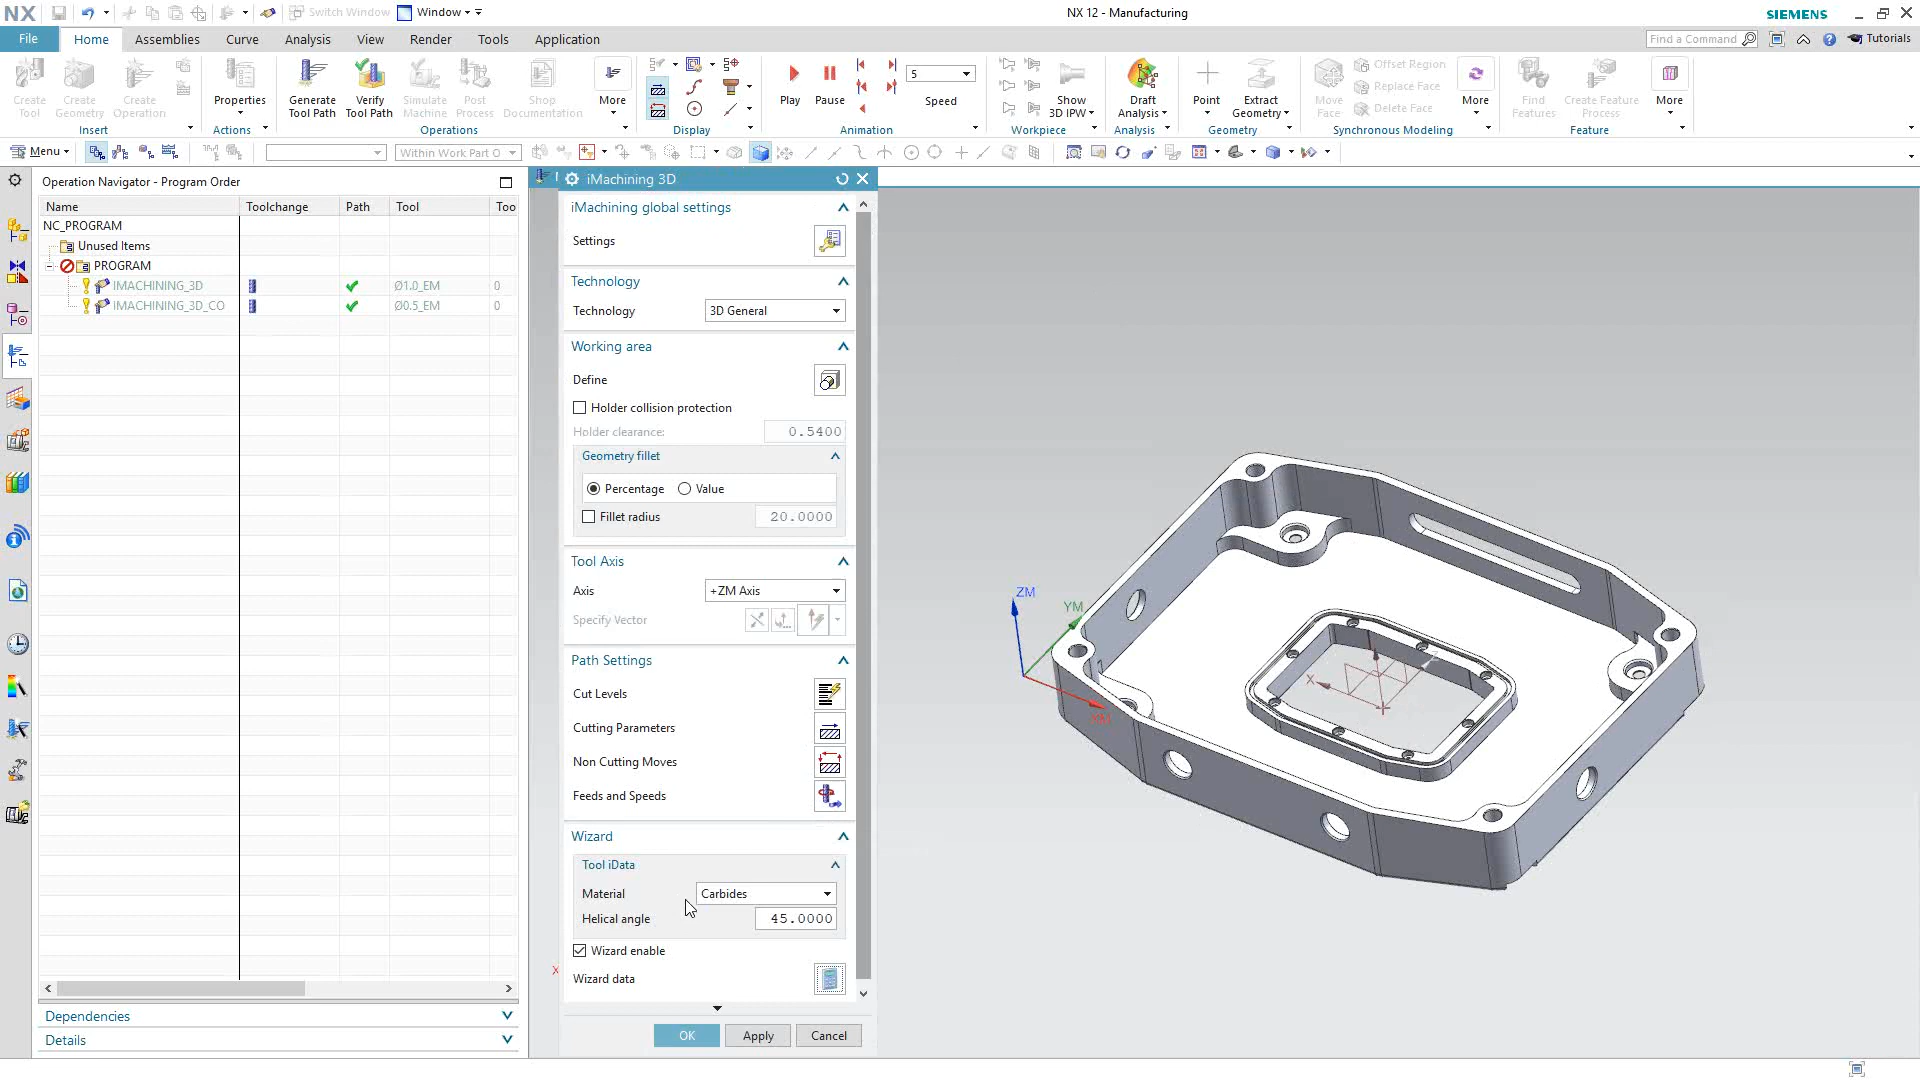 NX
Switch Window
Window
NX 12 - Manufacturing
SIEMENS
File
Home
Assemblies
Curve
Analysis
View
Render
Tools
Application
Find a Command
Tutorials
Create Tool
Create Geometry
Create Operation
Properties
Generate Tool Path
Verify Tool Path
Simulate Machine
Post Process
Shop Documentation
More
Play
Pause
5
Speed
Show 3D IPW
Draft Analysis
Point
Extract Geometry
Move Face
Offset Region
Replace Face
Delete Face
More
Find Features
Create Feature Process
More
Insert
Actions
Operations
Display
Animation
Workpiece
Analysis
Geometry
Synchronous Modeling
Feature
Menu
Within Work Part O
Operation Navigator - Program Order
Name
Toolchange
Path
Tool
Too
NC_PROGRAM
Unused Items
PROGRAM
IMACHINING_3D
Ø1.0_EM
0
IMACHINING_3D_CO
Ø0.5_EM
0
Dependencies
Details
iMachining 3D
iMachining global settings
Settings
Technology
Technology
3D General
Working area
Define
Holder collision protection
Holder clearance:
0.5400
Geometry fillet
Percentage
Value
Fillet radius
20.0000
Tool Axis
Axis
+ZM Axis
Specify Vector
Path Settings
Cut Levels
Cutting Parameters
Non Cutting Moves
Feeds and Speeds
Wizard
Tool iData
Material
Carbides
Helical angle
45.0000
Wizard enable
Wizard data
OK
Apply
Cancel
ZM
YM
XM
X
X